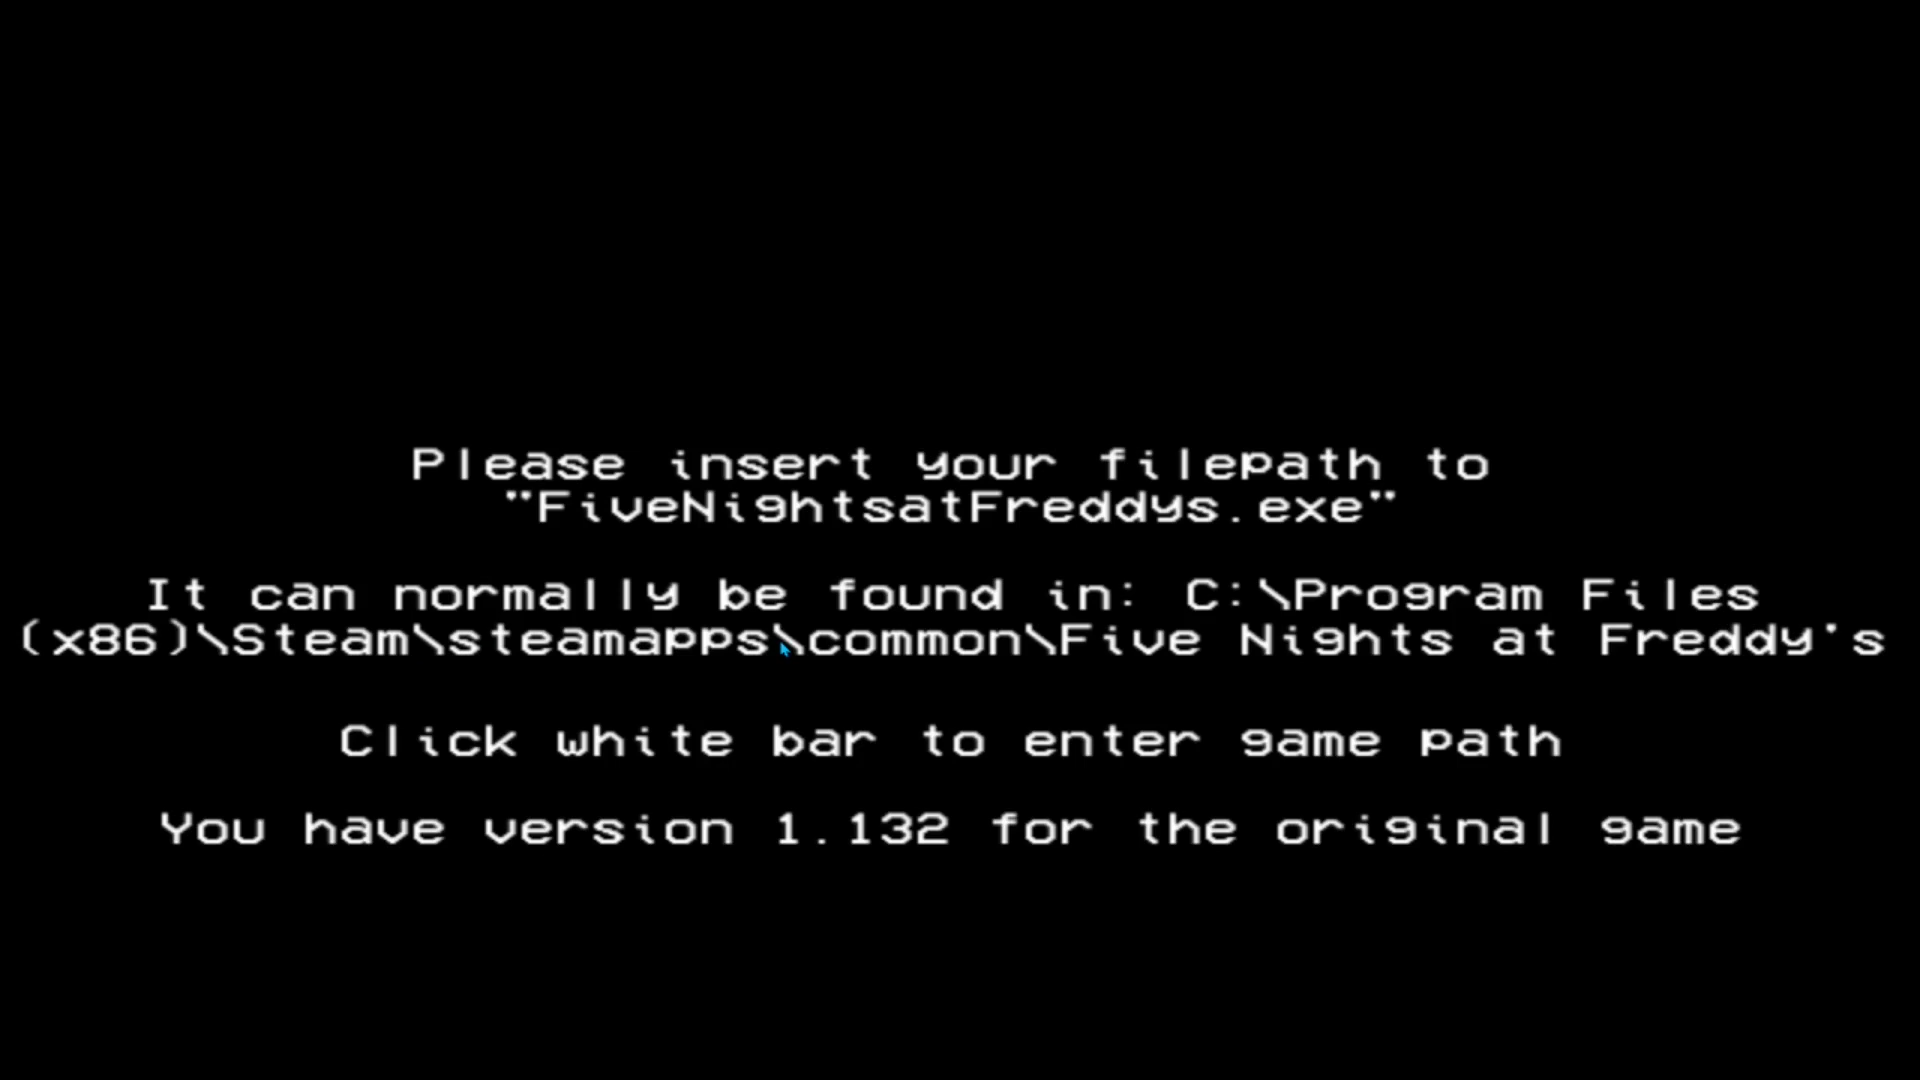 Please insert your filepath to
"FiveNightsatFreddys.exe"
It can normally be found in: C:\Program Files
(x86)\Steam\steamapps\common\Five Nights at Freddy's
Click white bar to enter game path
You have version 1.132 for the original game